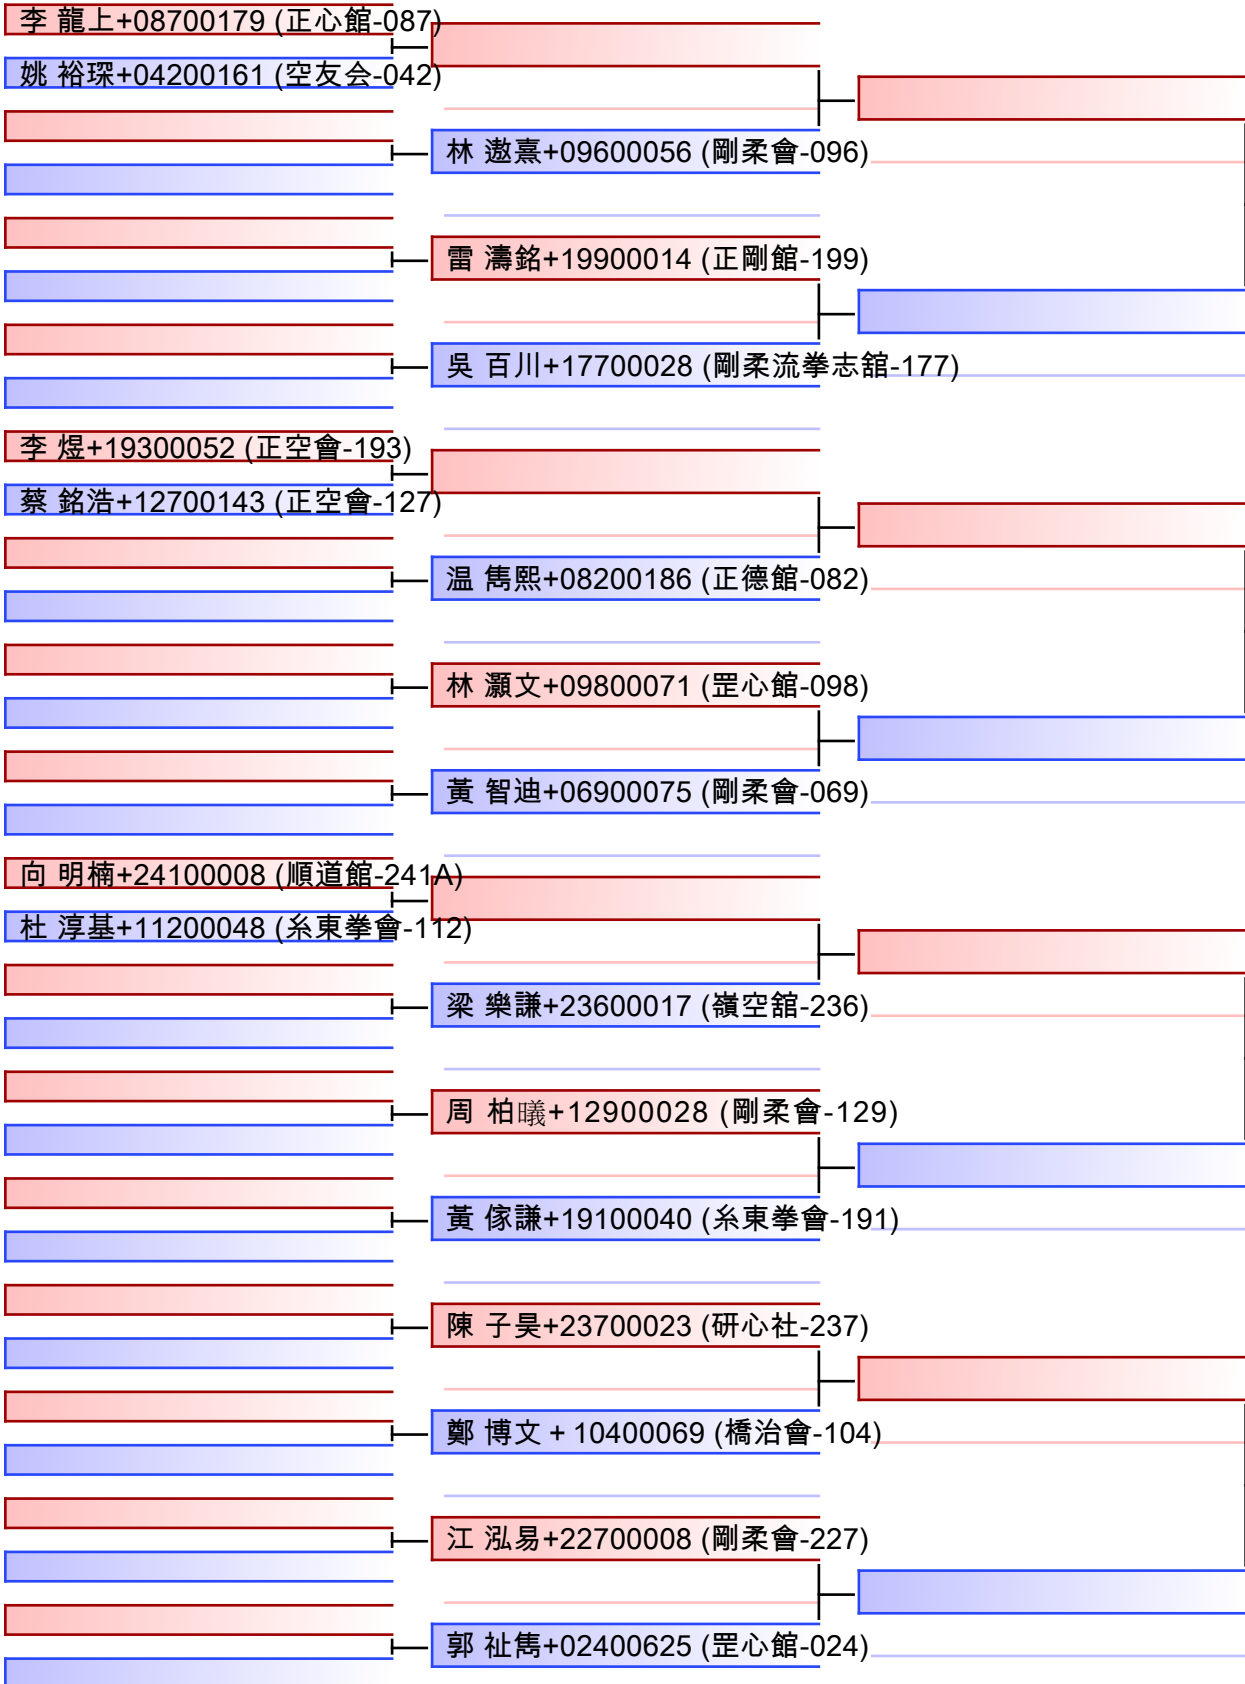 李 龍上+08700179 (正心館-087)
姚 裕琛+04200161 (空友会-042)
林 遨熹+09600056 (剛柔會-096)
雷 濤銘+19900014 (正剛館-199)
吳 百川+17700028 (剛柔流拳志舘-177)
李 煜+19300052 (正空會-193)
蔡 銘浩+12700143 (正空會-127)
温 雋熙+08200186 (正德館-082)
林 灝文+09800071 (罡心館-098)
黃 智迪+06900075 (剛柔會-069)
向 明楠+24100008 (順道館-241A)
杜 淳基+11200048 (糸東拳會-112)
梁 樂謙+23600017 (嶺空舘-236)
周 柏曦+12900028 (剛柔會-129)
黃 傢謙+19100040 (糸東拳會-191)
陳 子昊+23700023 (研心社-237)
鄭 博文 + 10400069 (橋治會-104)
江 泓易+22700008 (剛柔會-227)
郭 祉雋+02400625 (罡心館-024)